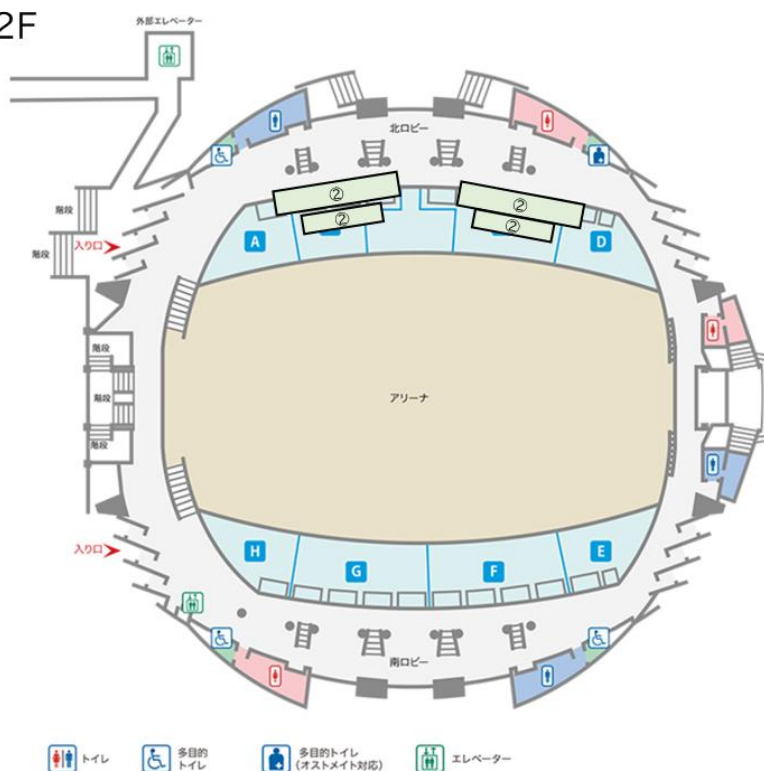 2F
外部エレベーター
北ロビー
階段
入り口
階段
②
②
②
②
A
D
階段
階段
階段
アリーナ
入り口
H
G
F
E
南ロビー
トイレ
多目的
トイレ
多目的トイレ
(オストメイト対応)
エレベーター